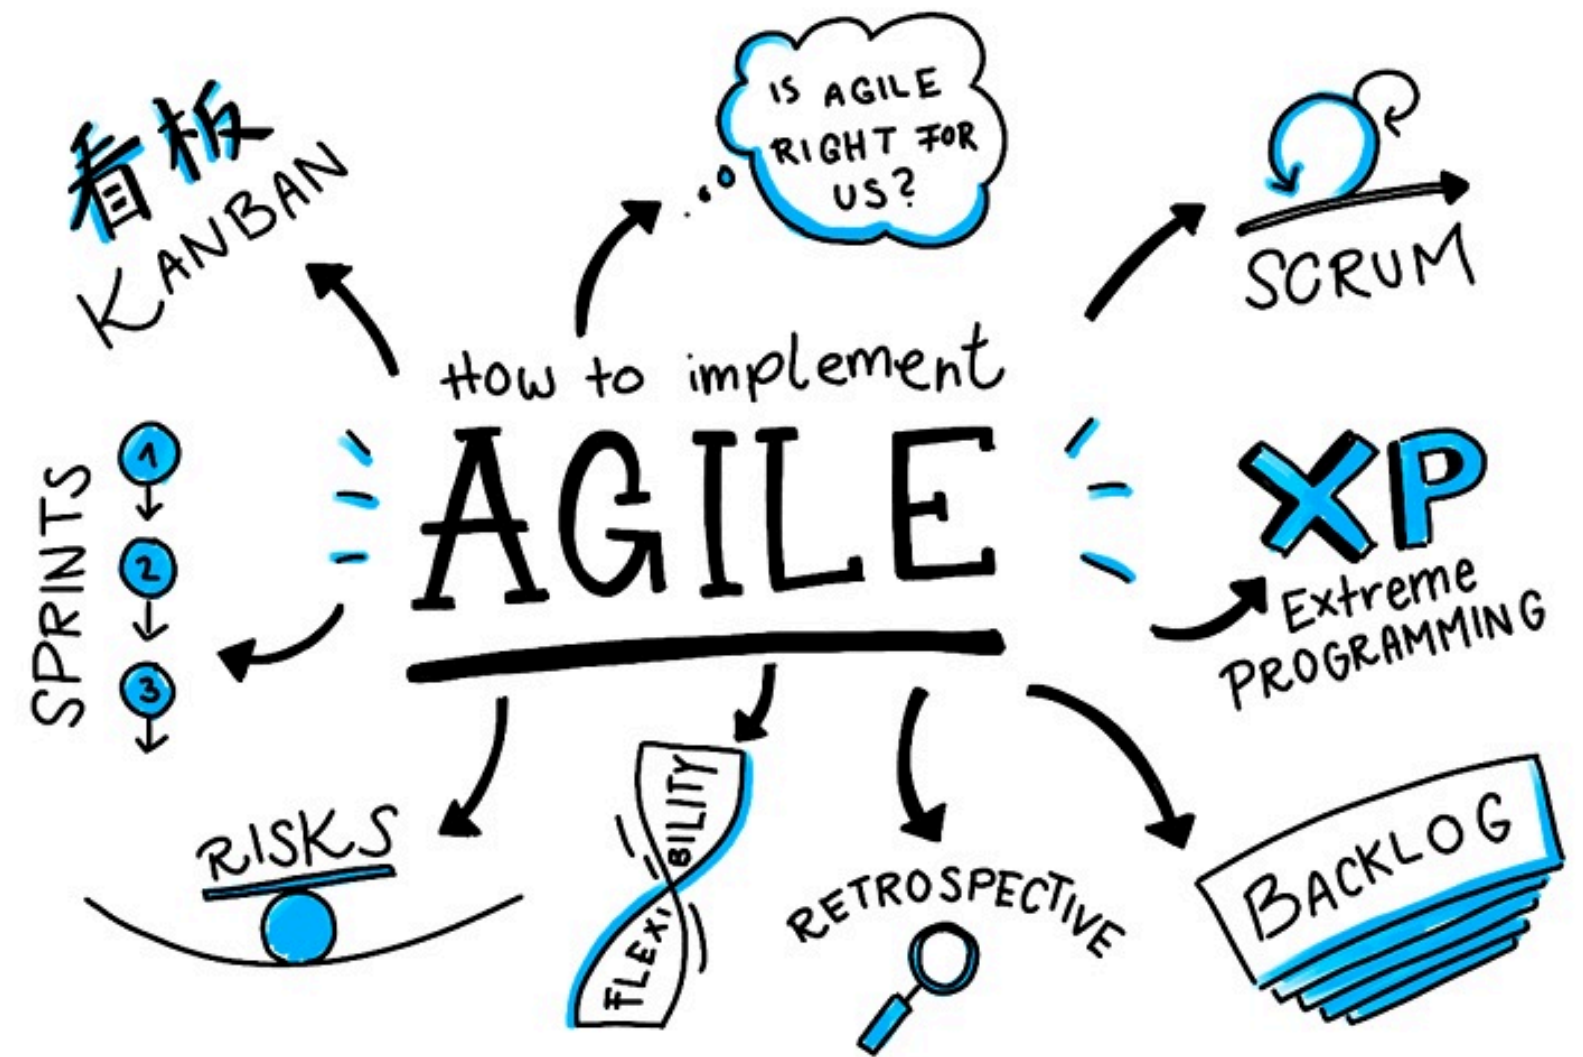 看板
KANBAN
IS AGILE
RIGHT FOR
US?
SCRUM
How to implement
AGILE
SPRINTS
1
2
3
XP
Extreme
PROGRAMMING
RISKS
FLEXI
BILITY
RETROSPECTIVE
BACKLOG